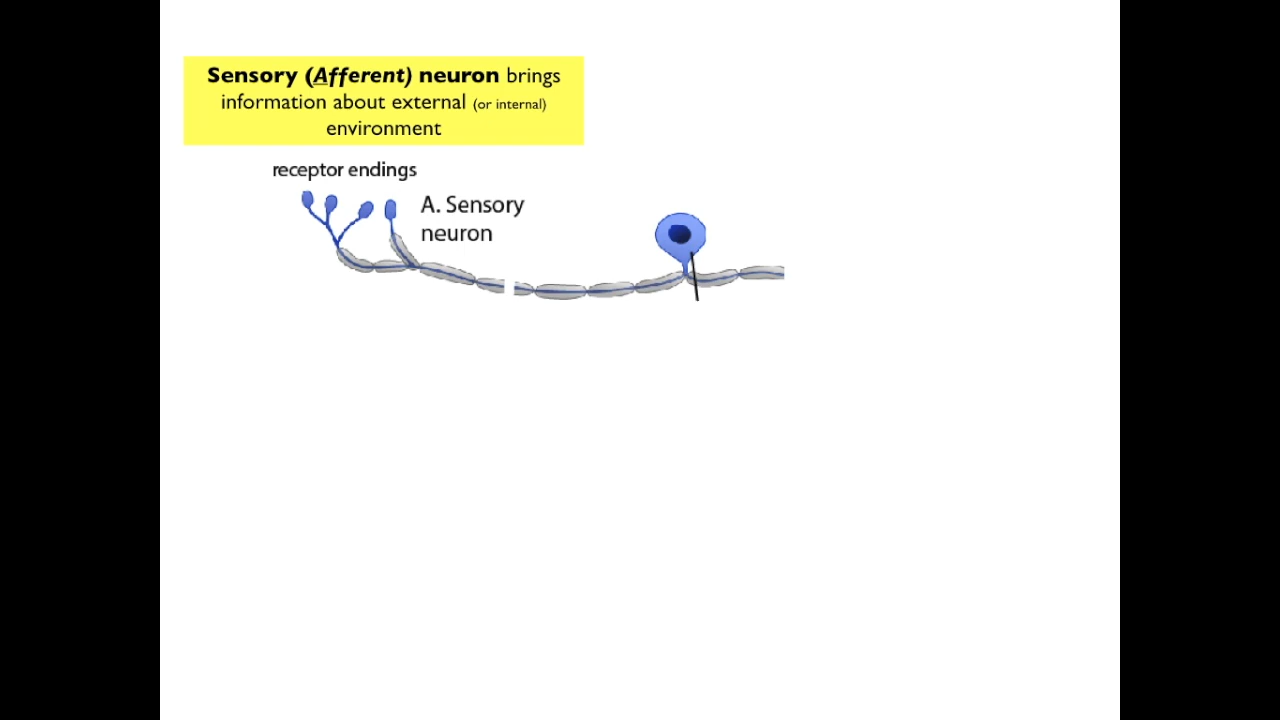 Sensory (Afferent) neuron brings
information about external (or internal)
environment
receptor endings
A. Sensory
neuron